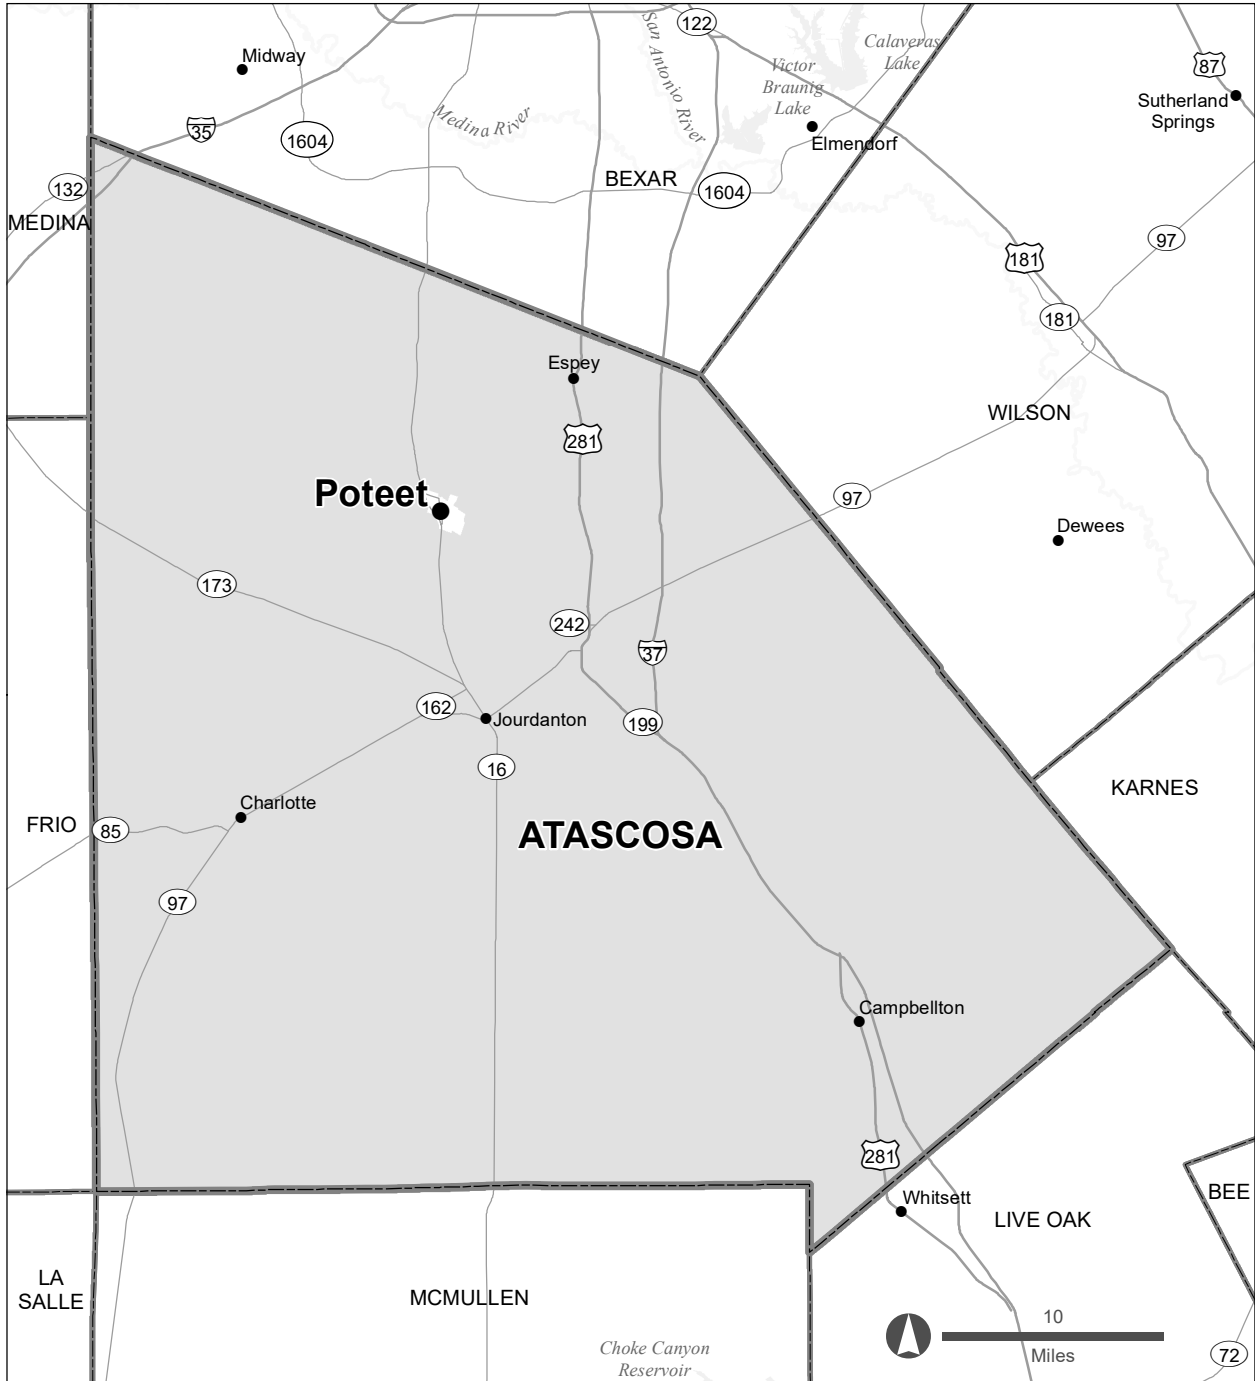 122
Calaveras
Lake
San Antonio River
Midway
Victor
Braunig
Lake
87
Sutherland
Springs
Medina River
35
1604
Elmendorf
132
BEXAR
1604
MEDINA
97
181
181
Espey
WILSON
281
Poteet
97
Dewees
173
242
37
162
Jourdanton
199
16
KARNES
Charlotte
FRIO
85
ATASCOSA
97
Campbellton
281
Whitsett
BEE
LIVE OAK
LA
SALLE
MCMULLEN
10
Miles
Choke Canyon
Reservoir
72